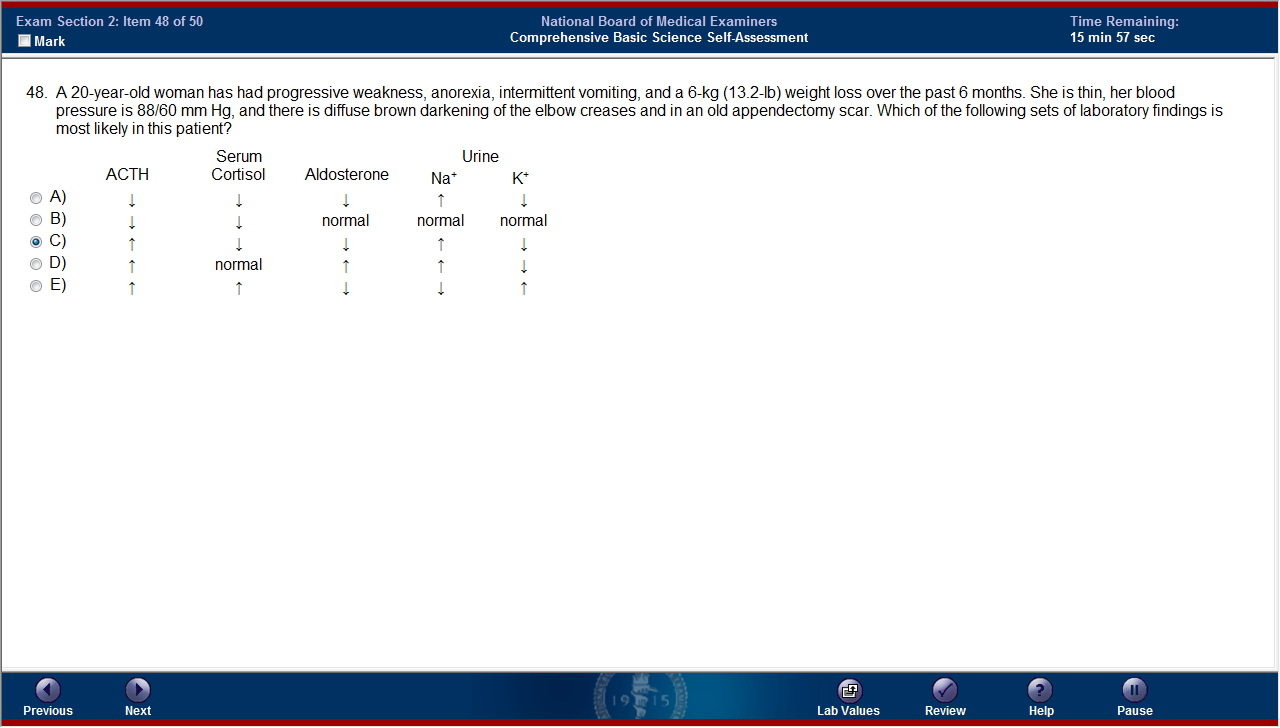 Exam Section 2: Item 48 of 50
National Board of Medical Examiners
Time Remaining:
Mark
Comprehensive Basic Science Self-Assessment
15 min 57 sec
48. A 20-year-old woman has had progressive weakness, anorexia, intermittent vomiting, and a 6-kg (13.2-lb) weight loss over the past 6 months. She is thin, her blood
pressure is 88/60 mm Hg, and there is diffuse brown darkening of the elbow creases and in an old appendectomy scar. Which of the following sets of laboratory findings is
most likely in this patient?
Serum Urine
ACTH Cortisol Aldosterone Na⁺ K⁺
A) ↓ ↓ ↓ ↑ ↓
B) ↓ ↓ normal normal normal
C) ↑ ↓ ↓ ↑ ↓
D) ↑ normal ↑ ↑ ↓
E) ↑ ↑ ↓ ↓ ↑
1915
Previous Next Lab Values Review Help Pause